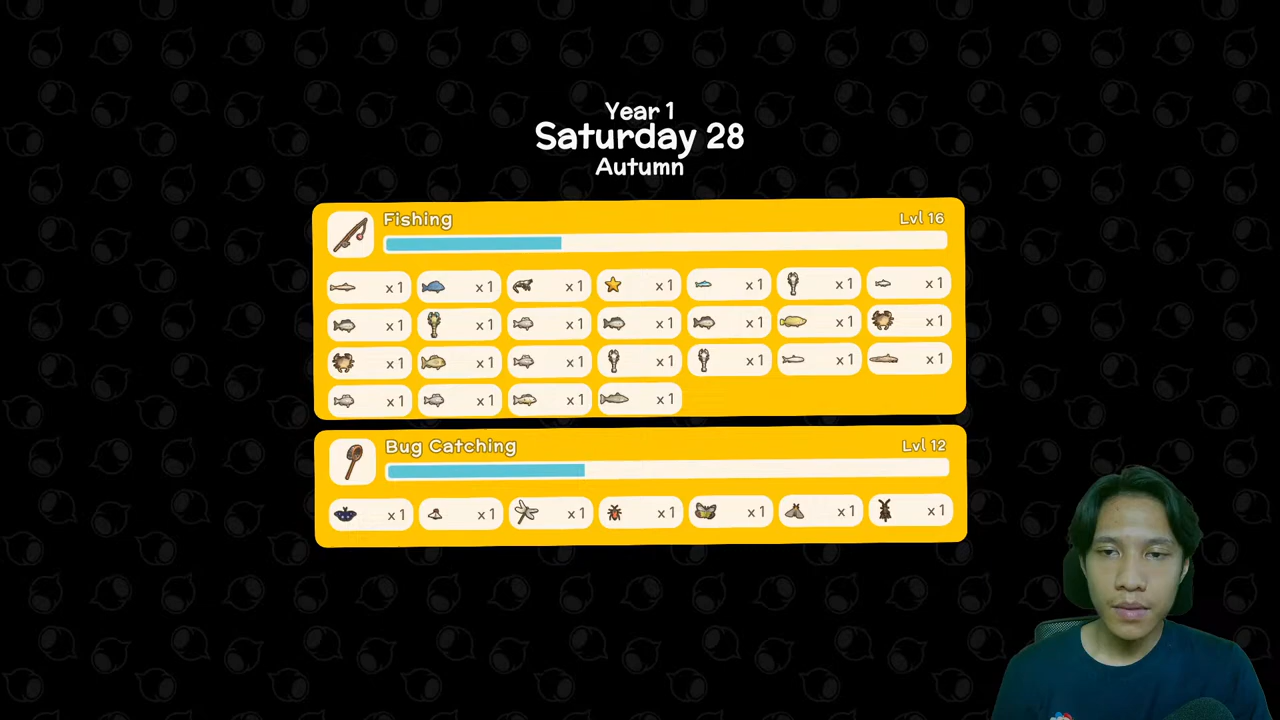 Year 1
Saturday 28
Autumn
Fishing
Lvl 16
x 1 x 1 x 1 x 1 x 1 x 1 x 1
x 1 x 1 x 1 x 1 x 1 x 1 x 1
x 1 x 1 x 1 x 1 x 1 x 1 x 1
x 1 x 1 x 1 x 1
Bug Catching
Lvl 12
x 1 x 1 x 1 x 1 x 1 x 1 x 1